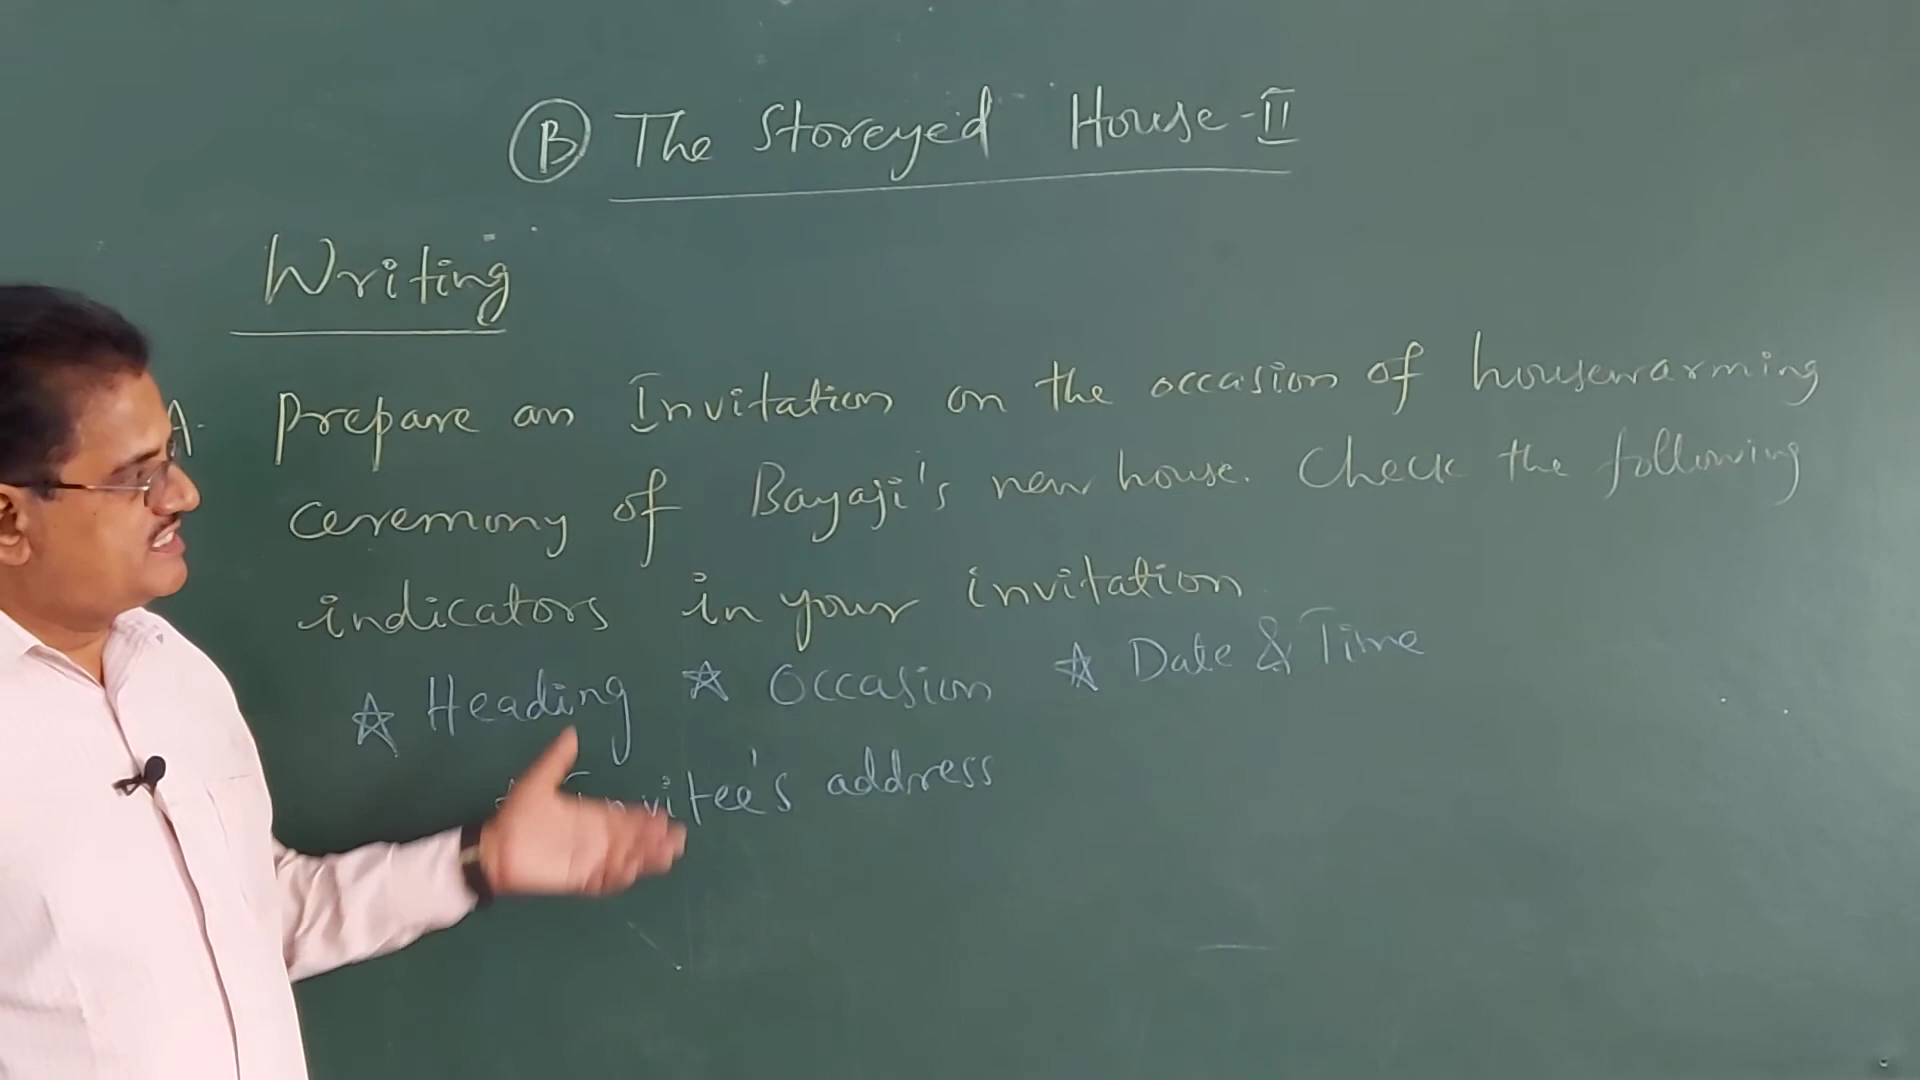 B The Storeyed House-II
Writing
A. Prepare an Invitation on the occasion of housewarming
ceremony of Bayaji's new house. Check the following
indicators in your invitation
☆ Heading ☆ Occasion ☆ Date & Time
☆ Invitee's address